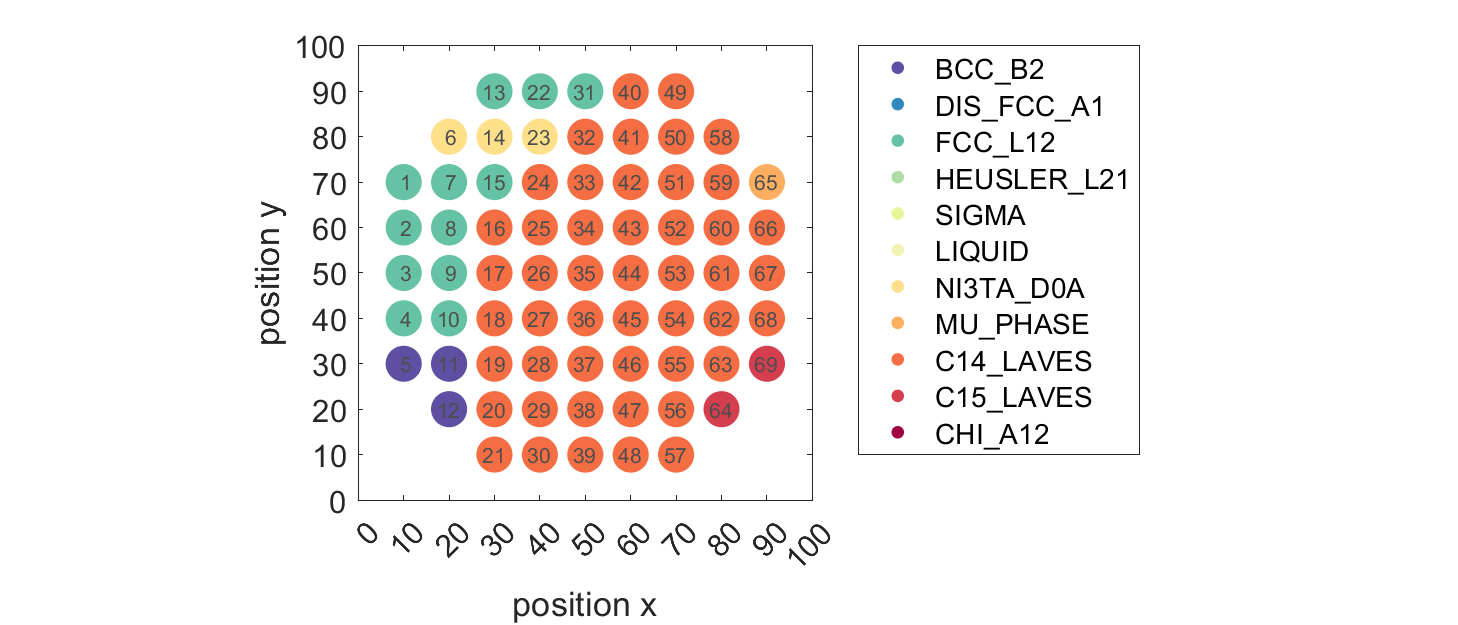 100
90
80
70
60
50
40
30
20
10
0
position y
13 22 31 40 49
6 14 23 32 41 50 58
1 7 15 24 33 42 51 59 65
2 8 16 25 34 43 52 60 66
3 9 17 26 35 44 53 61 67
4 10 18 27 36 45 54 62 68
5 11 19 28 37 46 55 63 69
12 20 29 38 47 56 64
21 30 39 48 57
0 10 20 30 40 50 60 70 80 90 100
position x
BCC_B2
DIS_FCC_A1
FCC_L12
HEUSLER_L21
SIGMA
LIQUID
NI3TA_D0A
MU_PHASE
C14_LAVES
C15_LAVES
CHI_A12